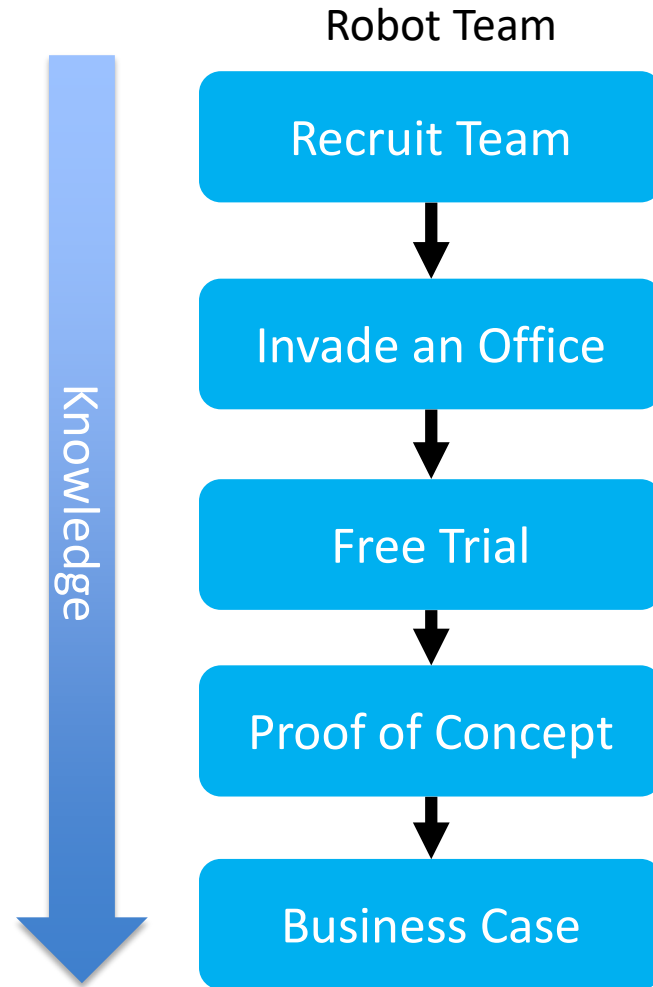 Robot Team
Recruit Team
Invade an Office
Free Trial
Proof of Concept
Business Case
Knowledge